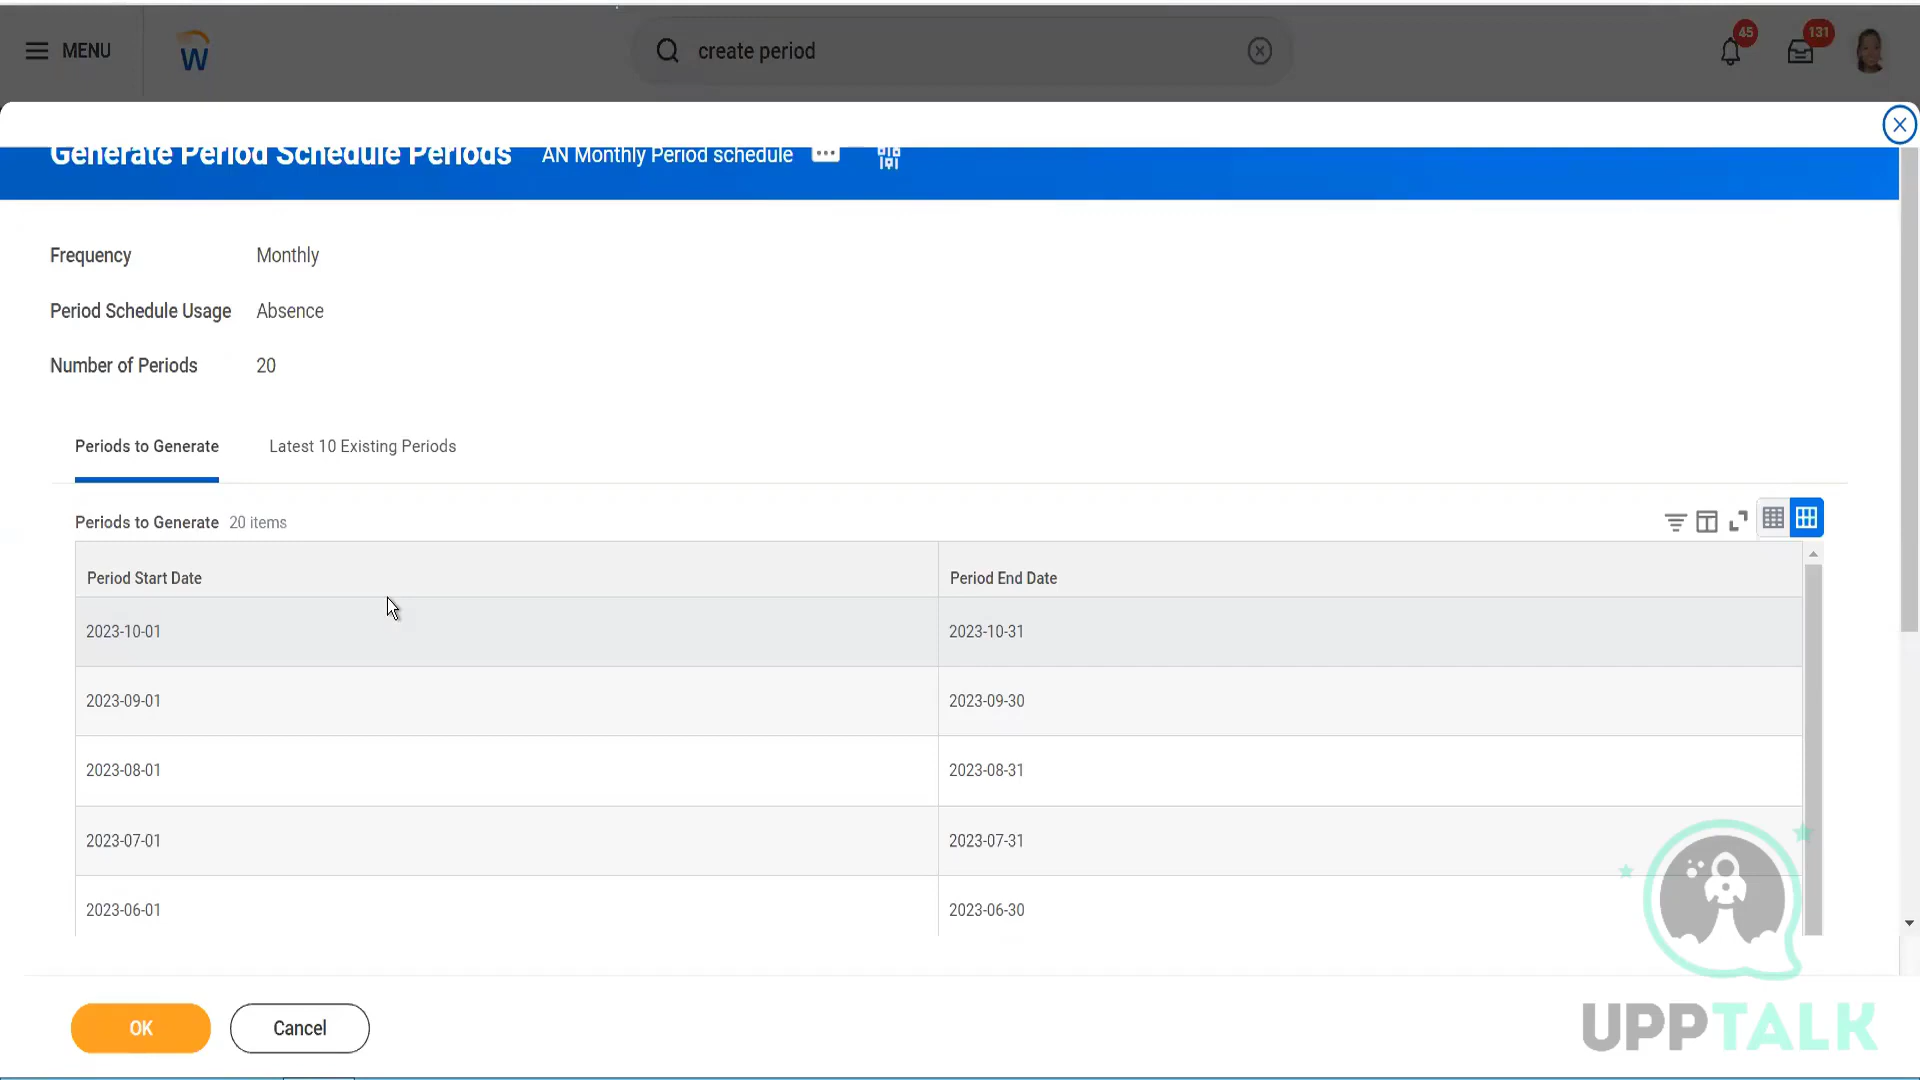 MENU
W
create period
45
131
Generate Period Schedule Periods
AN Monthly Period schedule
Frequency
Monthly
Period Schedule Usage
Absence
Number of Periods
20
Periods to Generate
Latest 10 Existing Periods
Periods to Generate 20 items
Period Start Date
Period End Date
2023-10-01
2023-10-31
2023-09-01
2023-09-30
2023-08-01
2023-08-31
2023-07-01
2023-07-31
2023-06-01
2023-06-30
OK
Cancel
UPPTALK